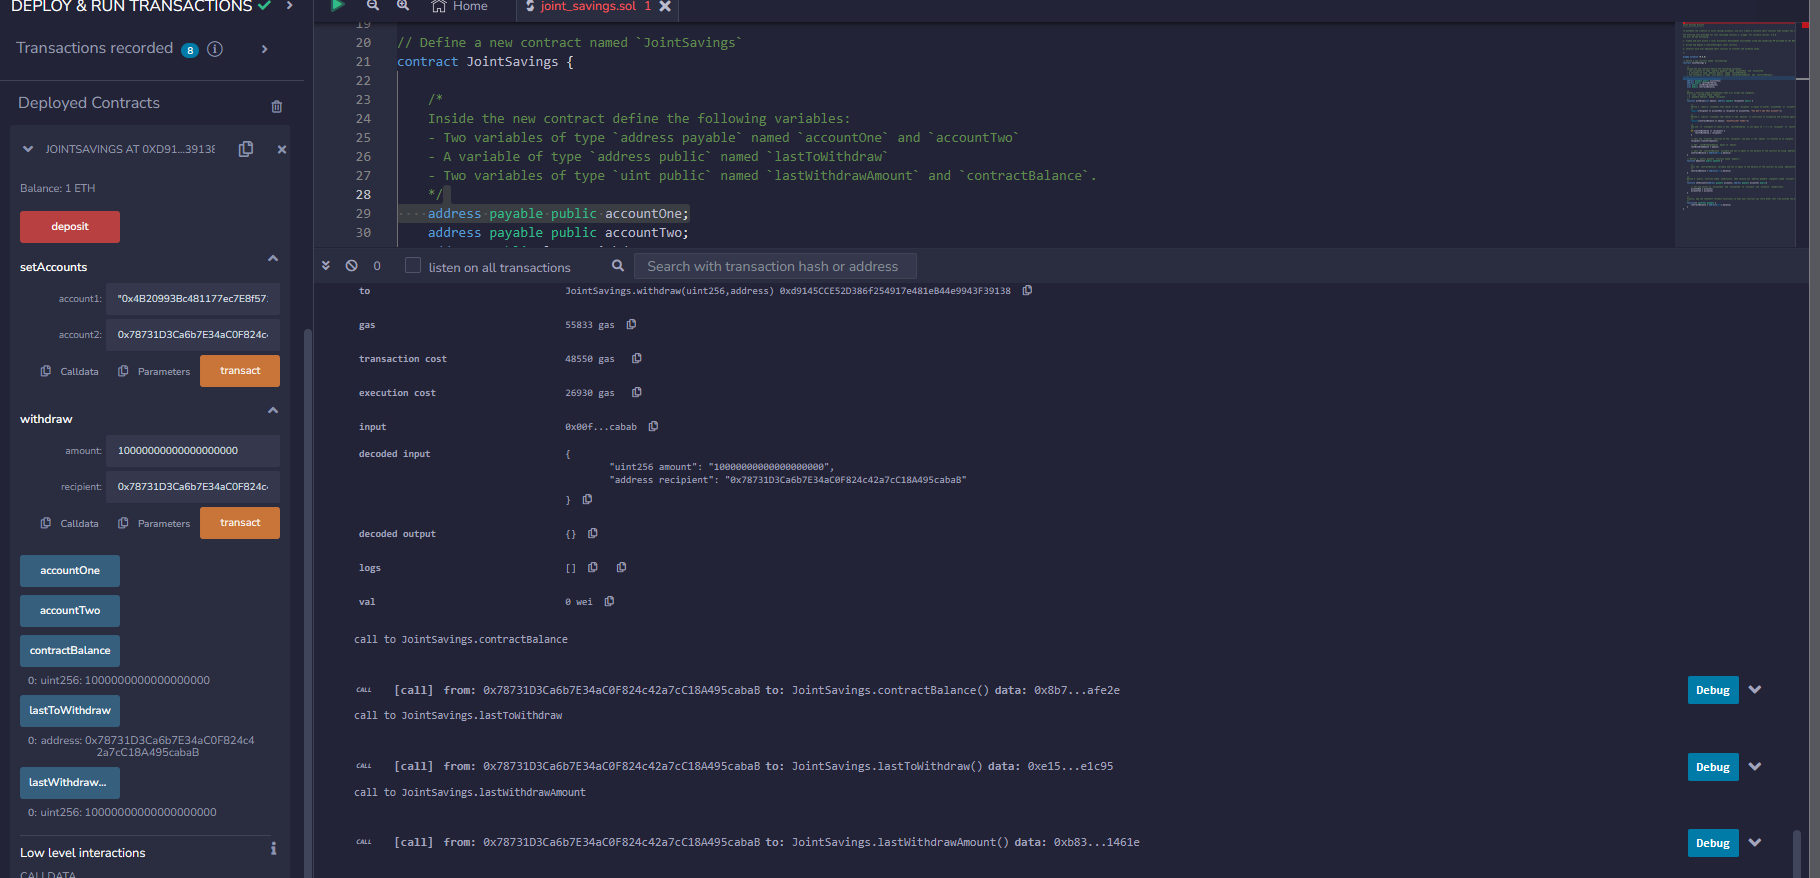 DEPLOY & RUN TRANSACTIONS
Transactions recorded 8 i
Deployed Contracts
JOINTSAVINGS AT 0XD91...39138
Balance: 1 ETH
deposit
setAccounts
account1: "0x4B20993Bc481177ec7E8f571
account2: 0x78731D3Ca6b7E34aC0F824c4
Calldata Parameters transact
withdraw
amount: 10000000000000000000
recipient: 0x78731D3Ca6b7E34aC0F824c4
Calldata Parameters transact
accountOne
accountTwo
contractBalance
0: uint256: 1000000000000000000
lastToWithdraw
0: address: 0x78731D3Ca6b7E34aC0F824c4
2a7cC18A495cabaB
lastWithdraw...
0: uint256: 10000000000000000000
Low level interactions i
CALLDATA
Home joint_savings.sol 1
19
20 // Define a new contract named `JointSavings`
21 contract JointSavings {
22
23 /*
24 Inside the new contract define the following variables:
25 - Two variables of type `address payable` named `accountOne` and `accountTwo`
26 - A variable of type `address public` named `lastToWithdraw`
27 - Two variables of type `uint public` named `lastWithdrawAmount` and `contractBalance`.
28 */
29 address payable public accountOne;
30 address payable public accountTwo;
0 listen on all transactions Search with transaction hash or address
to JointSavings.withdraw(uint256,address) 0xd9145CCE52D386f254917e481eB44e9943F39138
gas 55833 gas
transaction cost 48550 gas
execution cost 26930 gas
input 0x00f...cabab
decoded input {
"uint256 amount": "10000000000000000000",
"address recipient": "0x78731D3Ca6b7E34aC0F824c42a7cC18A495cabaB"
}
decoded output {}
logs []
val 0 wei
call to JointSavings.contractBalance
CALL [call] from: 0x78731D3Ca6b7E34aC0F824c42a7cC18A495cabaB to: JointSavings.contractBalance() data: 0x8b7...afe2e Debug
call to JointSavings.lastToWithdraw
CALL [call] from: 0x78731D3Ca6b7E34aC0F824c42a7cC18A495cabaB to: JointSavings.lastToWithdraw() data: 0xe15...e1c95 Debug
call to JointSavings.lastWithdrawAmount
CALL [call] from: 0x78731D3Ca6b7E34aC0F824c42a7cC18A495cabaB to: JointSavings.lastWithdrawAmount() data: 0xb83...1461e Debug